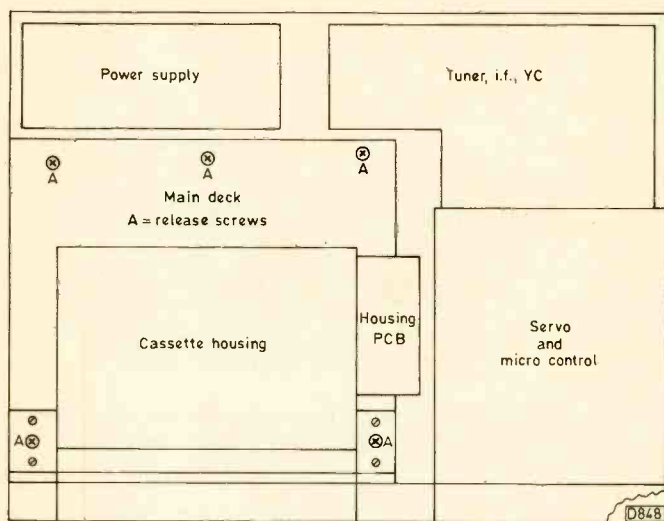 Power supply
Tuner, i.f., YC
A
A
A
Main deck
A = release screws
Cassette housing
Housing
PCB
Servo
and
micro control
A
A
D848